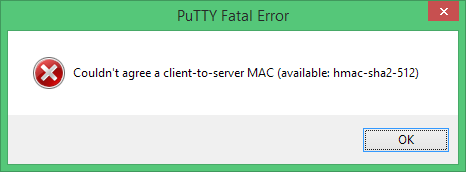 PuTTY Fatal Error
Couldn't agree a client-to-server MAC (available: hmac-sha2-512)
OK